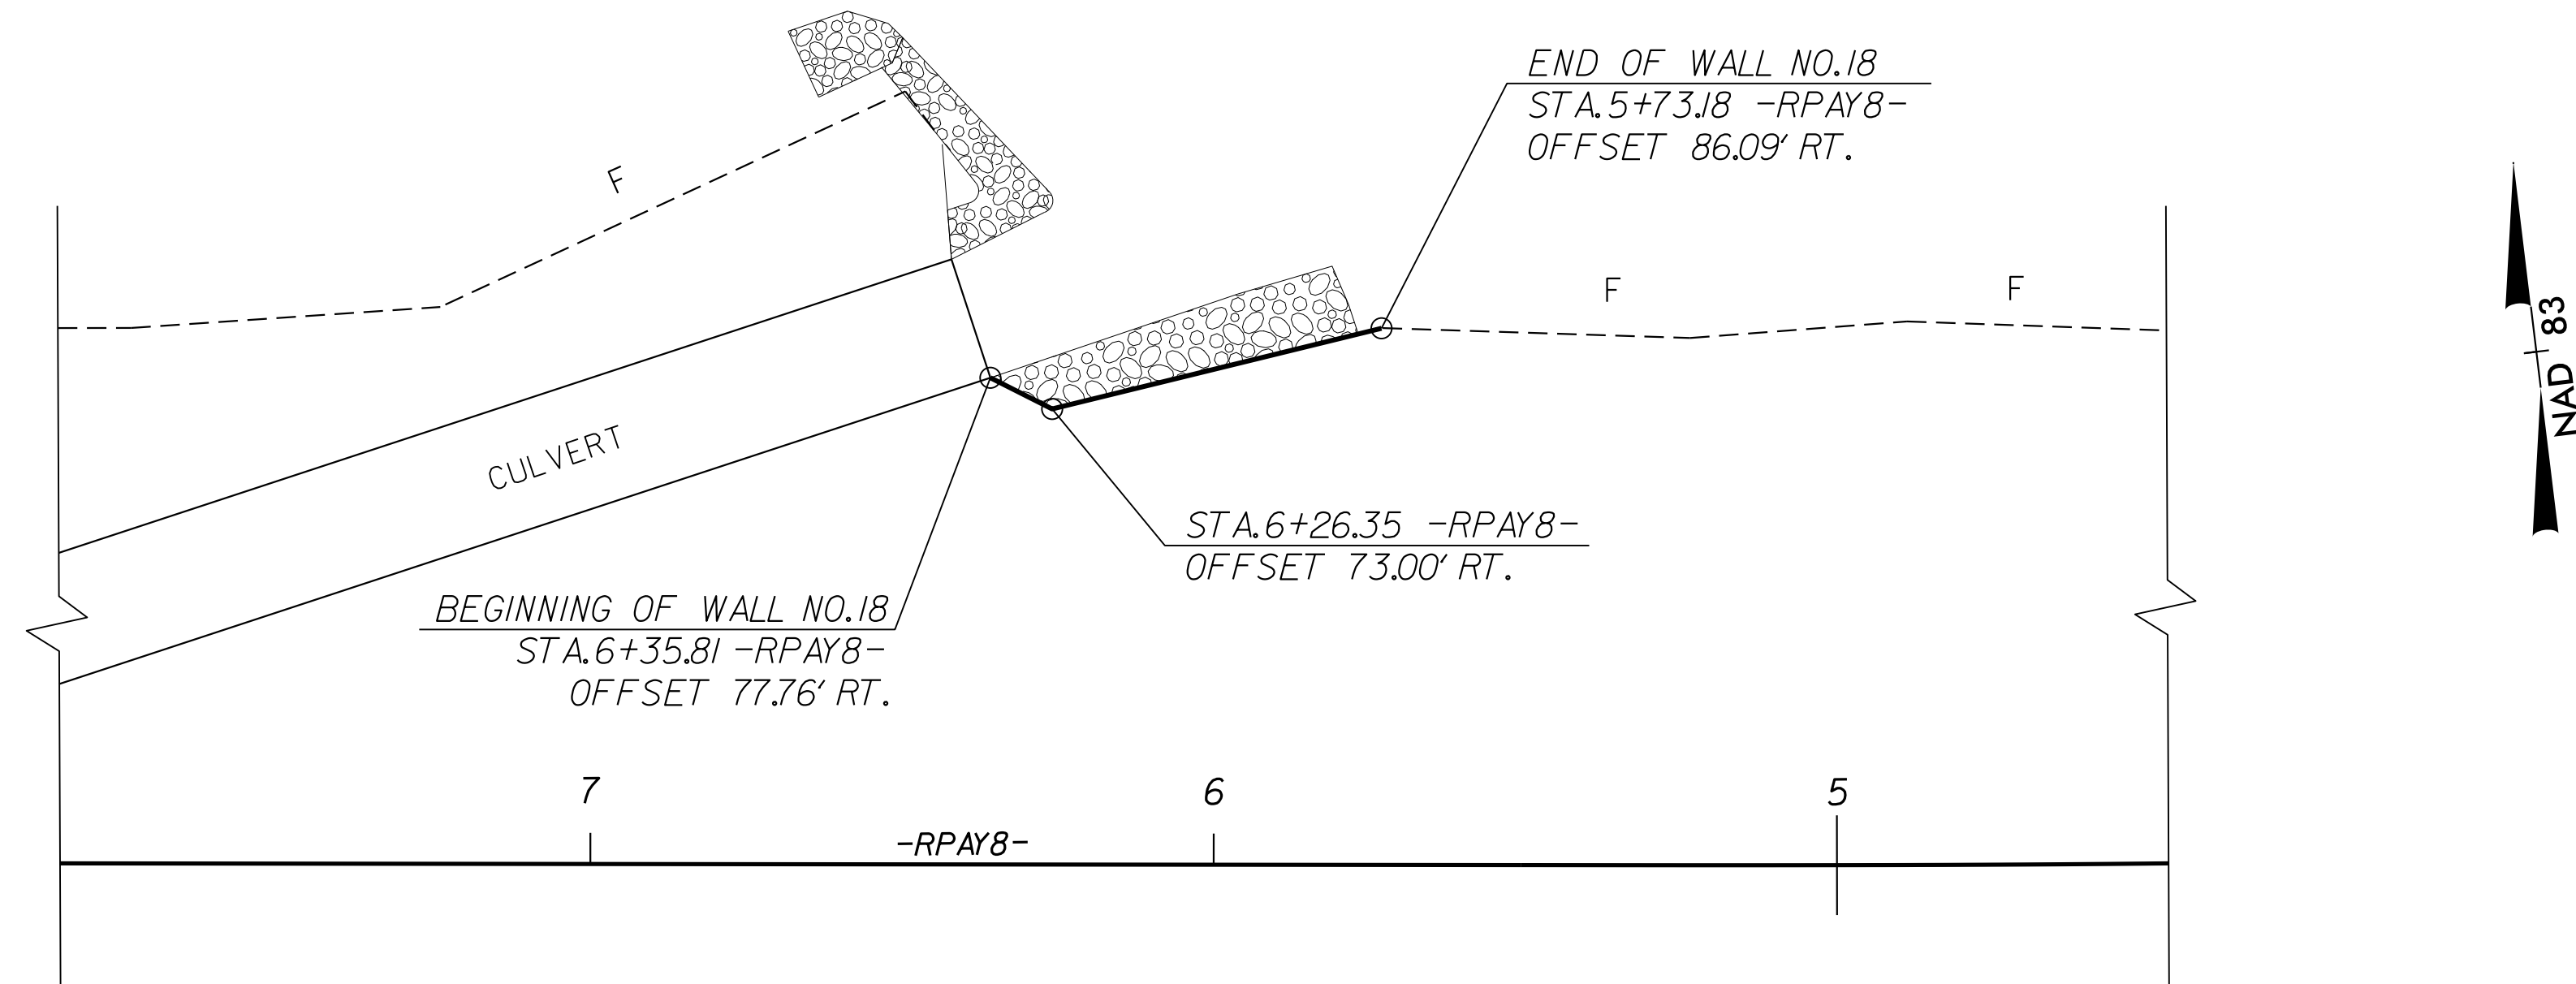 END OF WALL NO. 18
STA. 5+73.18 -RPAY8-
OFFSET 86.09' RT.
F
F
F
NAD 83
CULVERT
STA. 6+26.35 -RPAY8-
OFFSET 73.00' RT.
BEGINNING OF WALL NO. 18
STA. 6+35.81 -RPAY8-
OFFSET 77.76' RT.
7
6
5
-RPAY8-